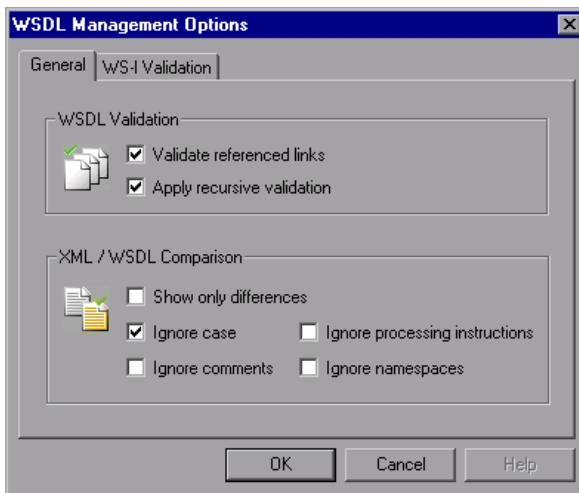 WSDL Management Options
General WS-I Validation
WSDL Validation
Validate referenced links
Apply recursive validation
XML / WSDL Comparison
Show only differences
Ignore case Ignore processing instructions
Ignore comments Ignore namespaces
OK Cancel Help